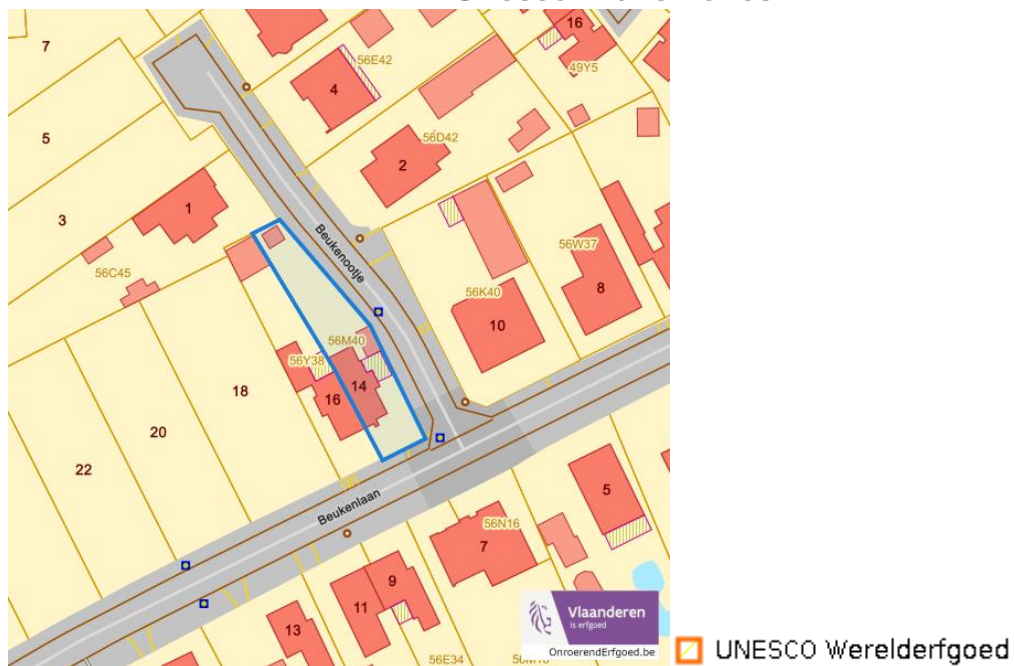 7
16
56E42
49Y5
4
5
56D42
2
1
3
Beukenootje
56C45
56W37
56K40
8
10
56M40
56Y38
14
16
18
20
22
Beukenlaan
5
56N16
7
9
11
13
56E34
Vlaanderen
is erfgoed
OnroerendErfgoed.be
UNESCO Werelderfgoed